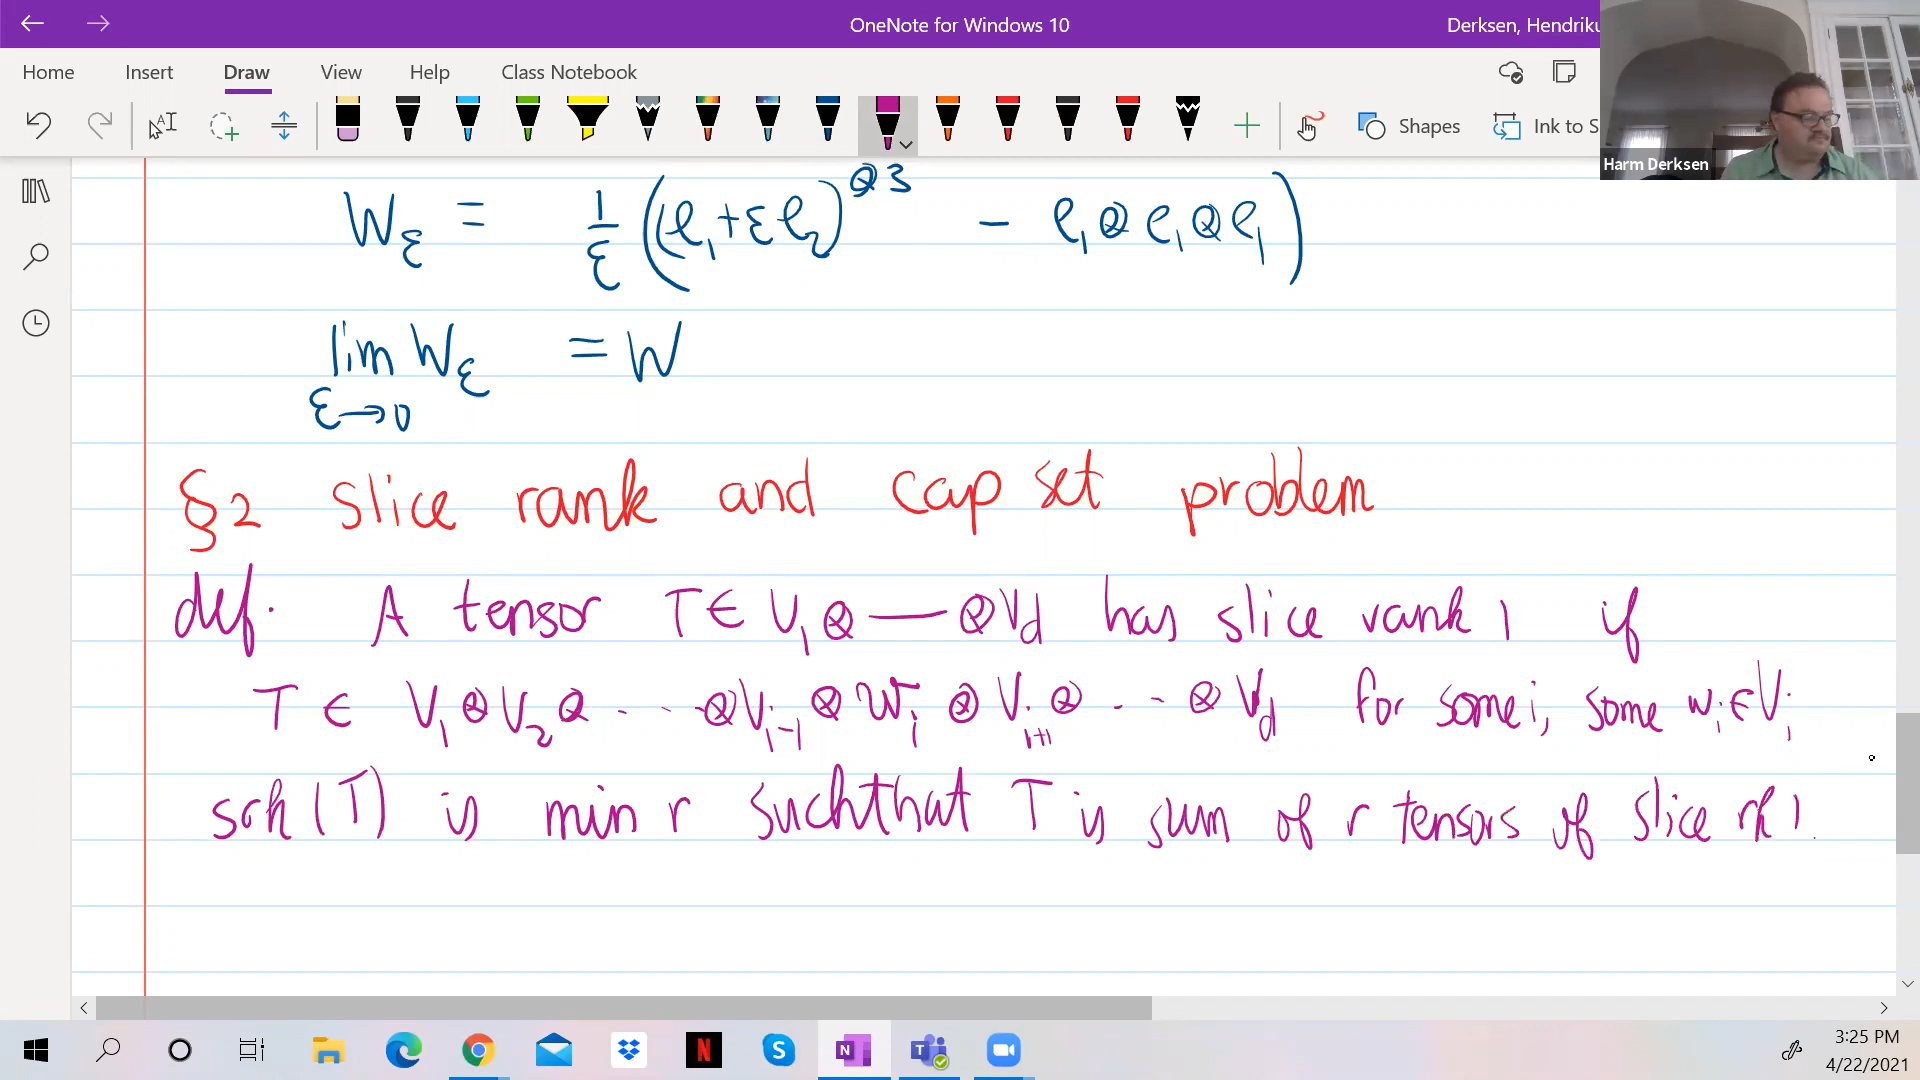 OneNote for Windows 10
Derksen, Hendriku
Home Insert Draw View Help Class Notebook
Shapes Ink to S
Harm Derksen
W_ε = 1/ε ((e₁+εe₂)^⊗3 − e₁⊗e₁⊗e₁)
lim W_ε = W
ε→0
§2 slice rank and cap set problem
def. A tensor T∈V₁⊗—⊗V_d has slice rank 1 if
T ∈ V₁⊗V₂⊗ · · · ⊗V_{i-1}⊗w_i⊗V_{i+1}⊗ · · · ⊗V_d for some i, some w_i∈V_i
srk(T) is min r such that T is sum of r tensors of slice rk 1.
3:25 PM
4/22/2021